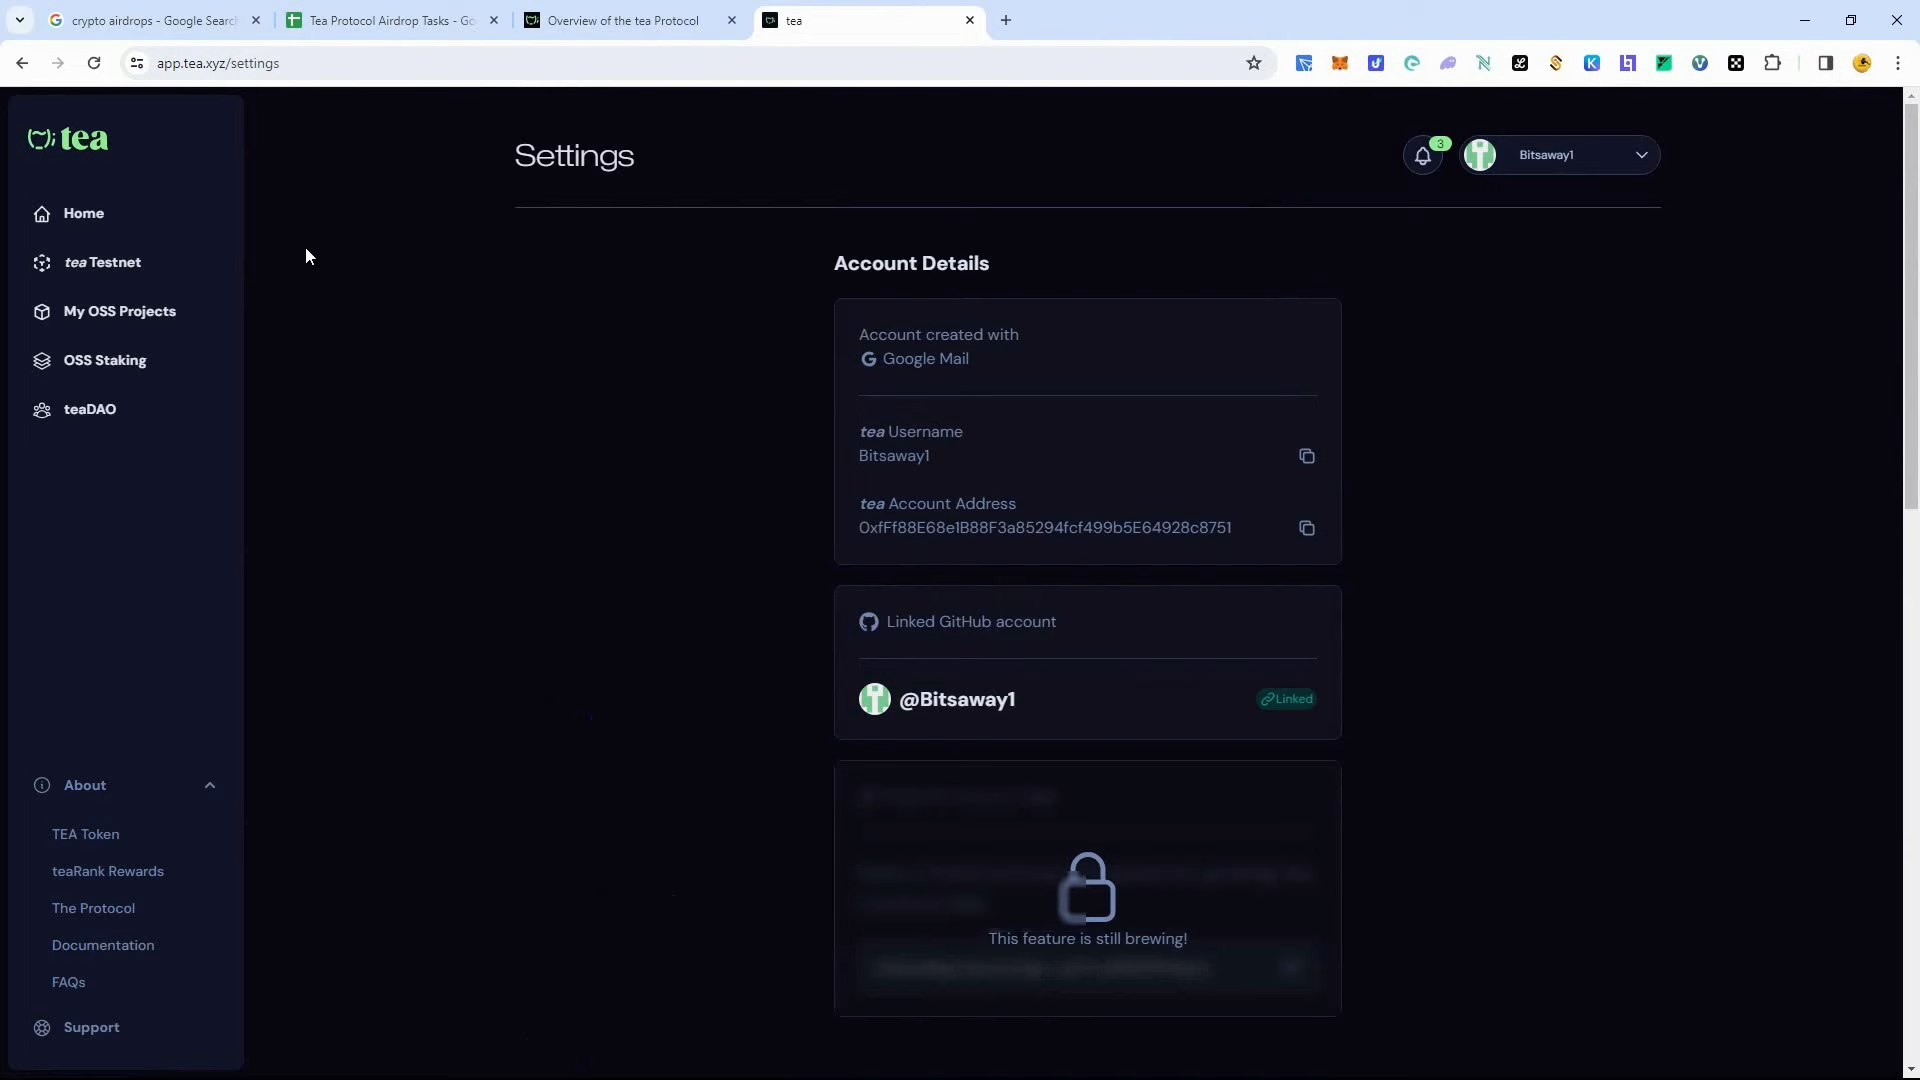 crypto airdrops - Google Search
Tea Protocol Airdrop Tasks - Go
Overview of the tea Protocol
tea
app.tea.xyz/settings
tea
Settings
3
Bitsaway1
Home
tea Testnet
My OSS Projects
OSS Staking
teaDAO
Account Details
Account created with
Google Mail
tea Username
Bitsaway1
tea Account Address
0xfFf88E68e1B88F3a85294fcf499b5E64928c8751
Linked GitHub account
@Bitsaway1
Linked
This feature is still brewing!
About
TEA Token
teaRank Rewards
The Protocol
Documentation
FAQs
Support